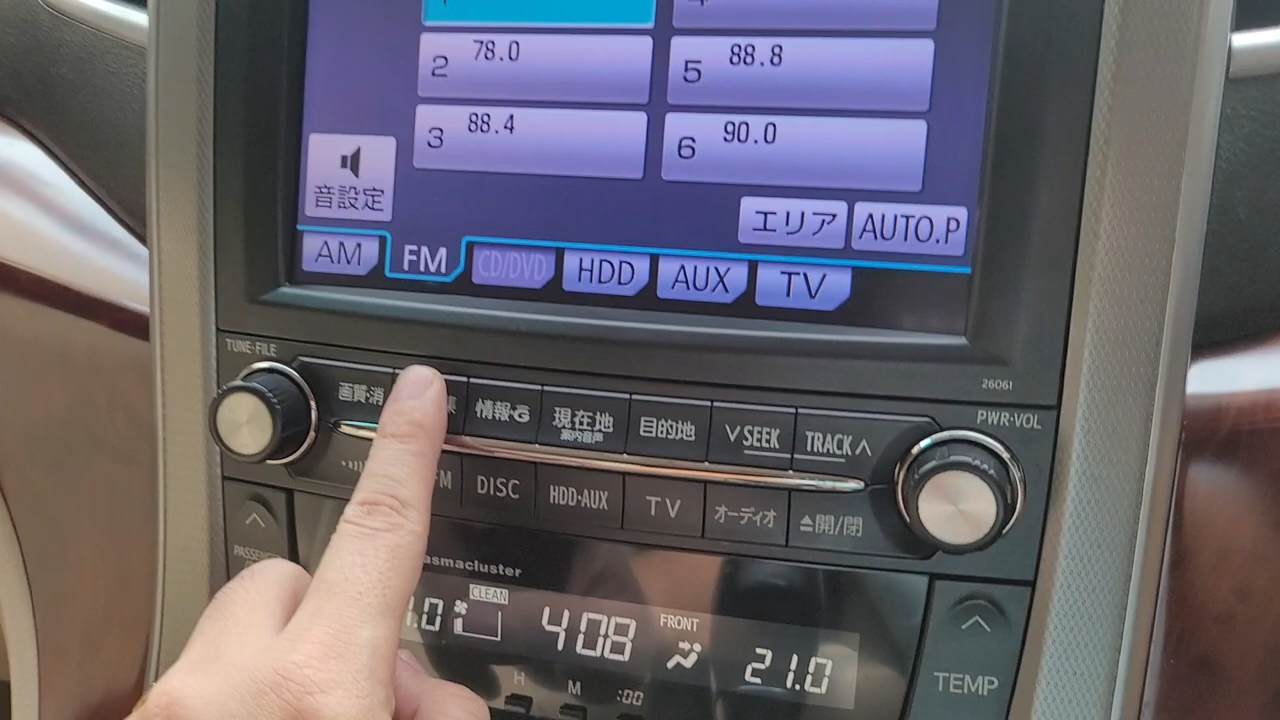 2 78.0
5 88.8
3 88.4
6 90.0
音設定
エリア
AUTO.P
AM
FM
CD/DVD
HDD
AUX
TV
TUNE·FILE
26061
PWR·VOL
画質·消
情報·G
現在地
案内音声
目的地
∨SEEK
TRACK∧
DISC
HDD·AUX
TV
オーディオ
≜開/閉
asmacluster
CLEAN
4:08
FRONT
21.0
TEMP
H
M
:00